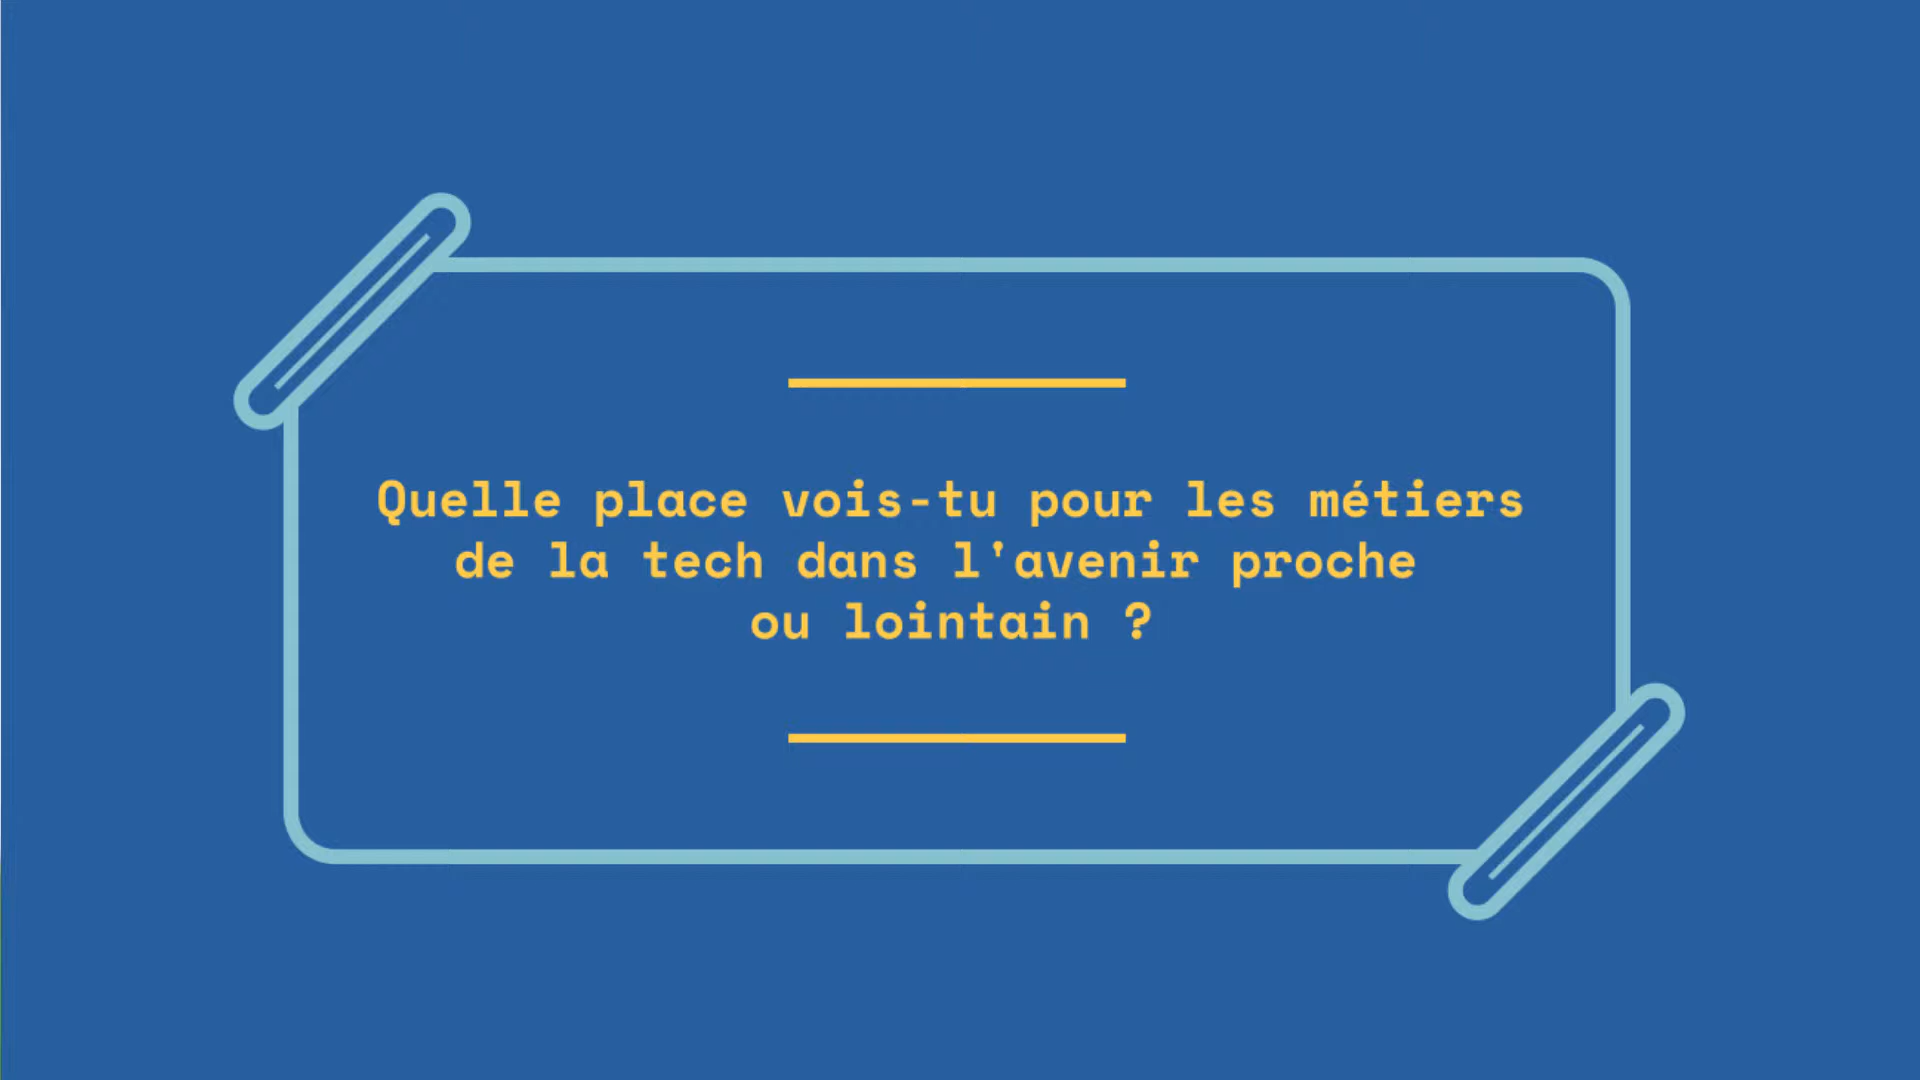 Quelle place vois-tu pour les métiers
de la tech dans l'avenir proche
ou lointain ?